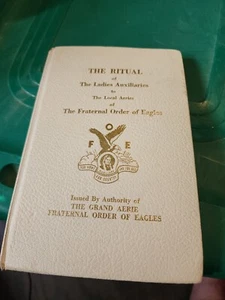 THE RITUAL
of
The Ladies Auxiliaries
to
The Local Aeries
of
The Fraternal Order of Eagles
F O E
Issued By Authority of
THE GRAND AERIE
FRATERNAL ORDER OF EAGLES